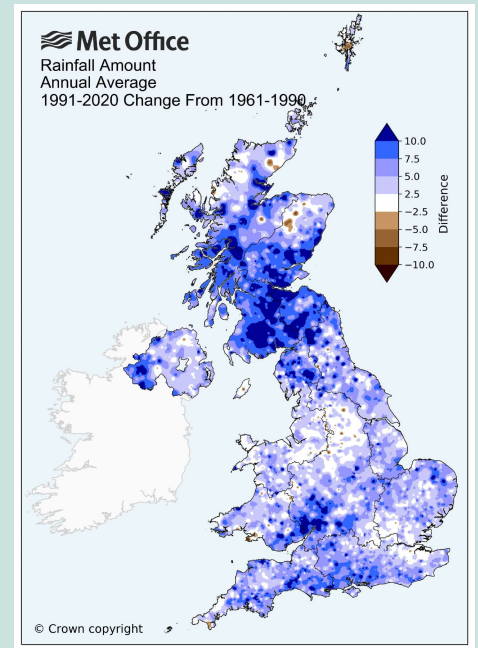 Met Office
Rainfall Amount
Annual Average
1991-2020 Change From 1961-1990
10.0
7.5
5.0
2.5
−2.5
−5.0
−7.5
−10.0
Difference
© Crown copyright